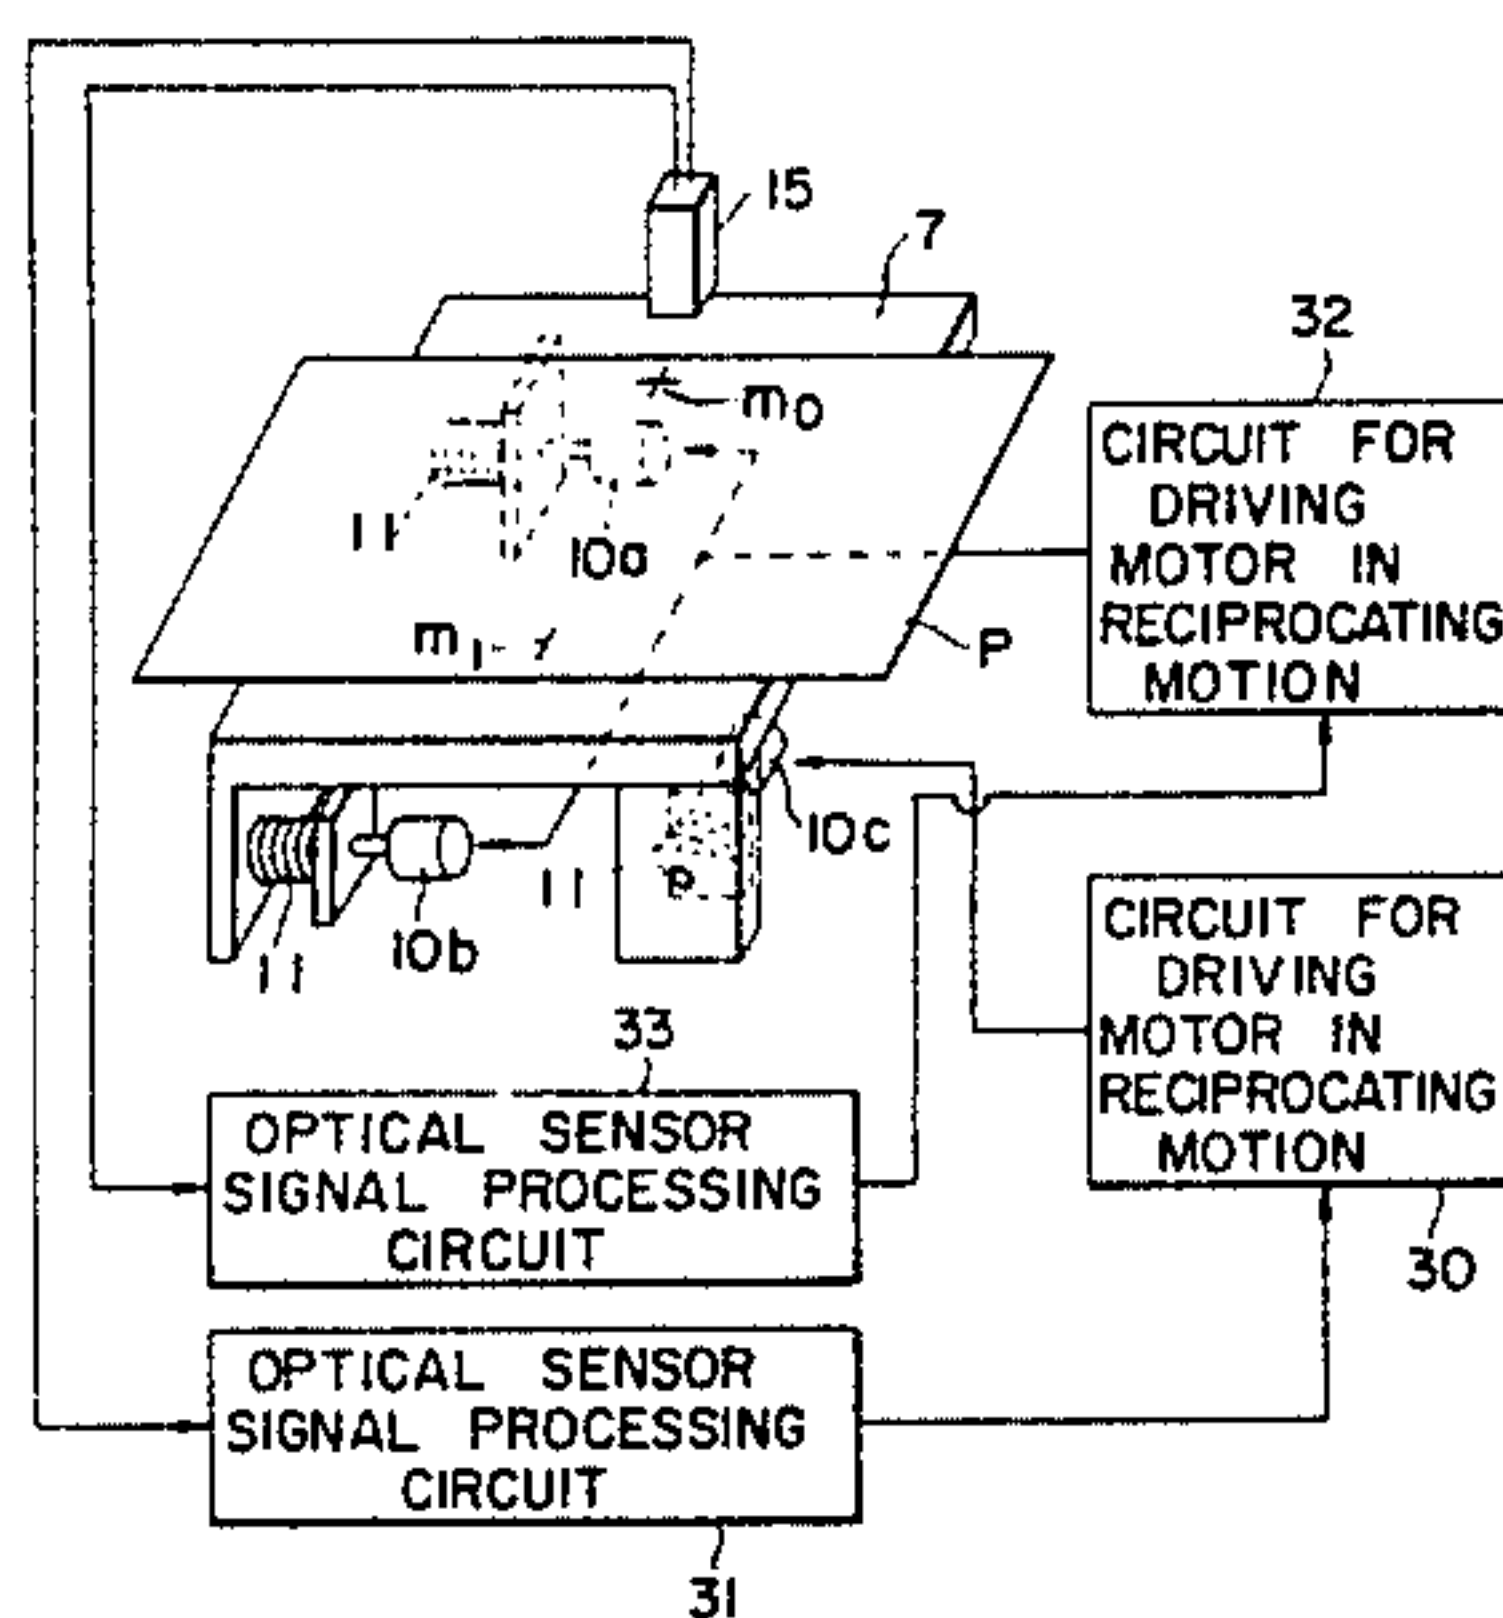 15
7
32
m0
CIRCUIT FOR
DRIVING
MOTOR IN
RECIPROCATING
MOTION
11
10a
m1
P
10c
11
P
10b
11
CIRCUIT FOR
DRIVING
MOTOR IN
RECIPROCATING
MOTION
30
33
OPTICAL SENSOR
SIGNAL PROCESSING
CIRCUIT
OPTICAL SENSOR
SIGNAL PROCESSING
CIRCUIT
31